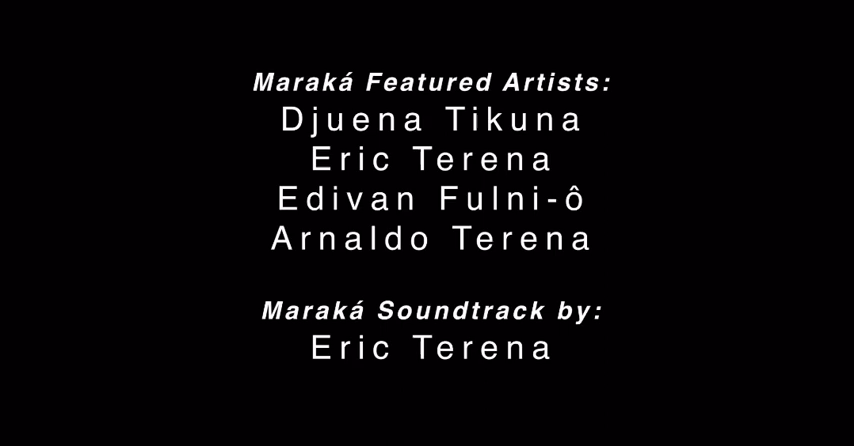 Maraká Featured Artists:
Djuena Tikuna
Eric Terena
Edivan Fulni-ô
Arnaldo Terena
Maraká Soundtrack by:
Eric Terena